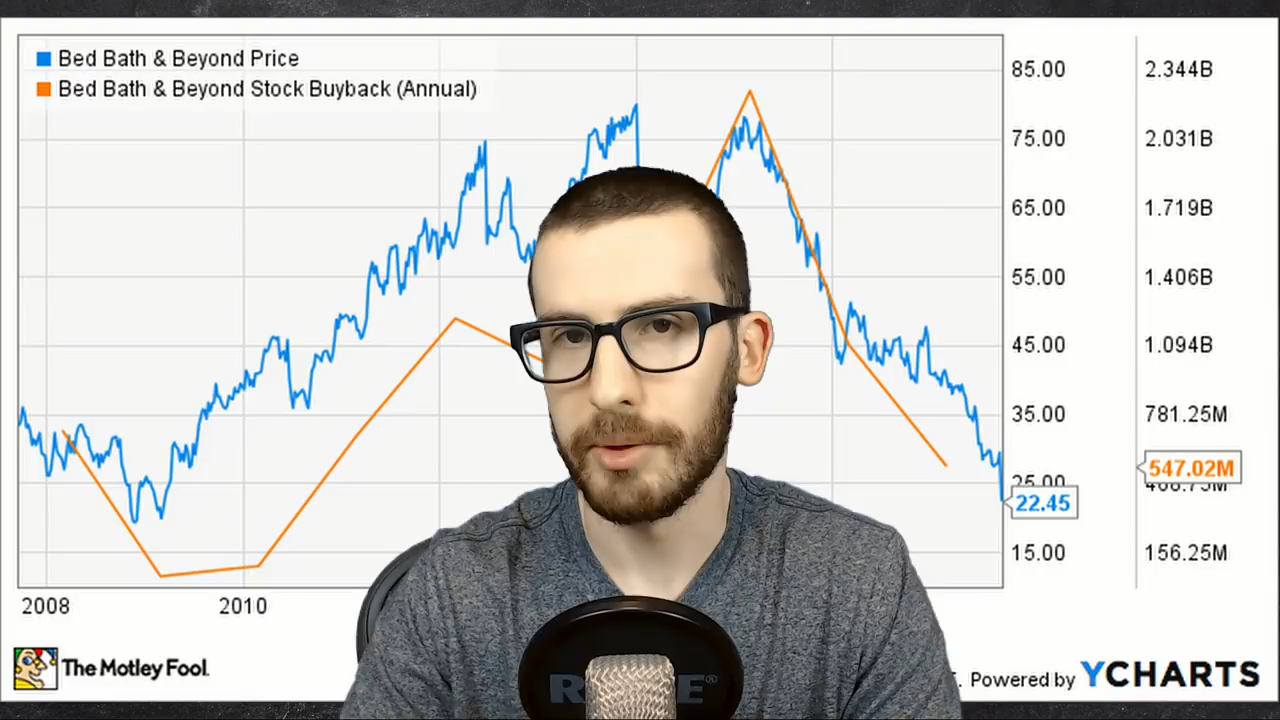 Bed Bath & Beyond Price
Bed Bath & Beyond Stock Buyback (Annual)
85.00
75.00
65.00
55.00
45.00
35.00
25.00
22.45
15.00
2.344B
2.031B
1.719B
1.406B
1.094B
781.25M
547.02M
156.25M
2008
2010
The Motley Fool.
Powered by YCHARTS